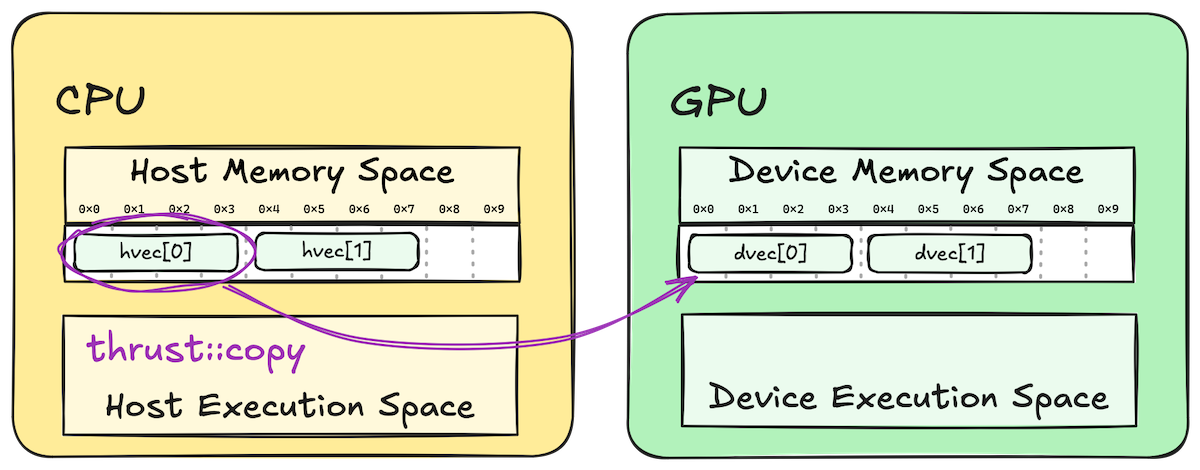 CPU
Host Memory Space
0x0 0x1 0x2 0x3 0x4 0x5 0x6 0x7 0x8 0x9
hvec[0] hvec[1]
thrust::copy
Host Execution Space
GPU
Device Memory Space
0x0 0x1 0x2 0x3 0x4 0x5 0x6 0x7 0x8 0x9
dvec[0] dvec[1]
Device Execution Space